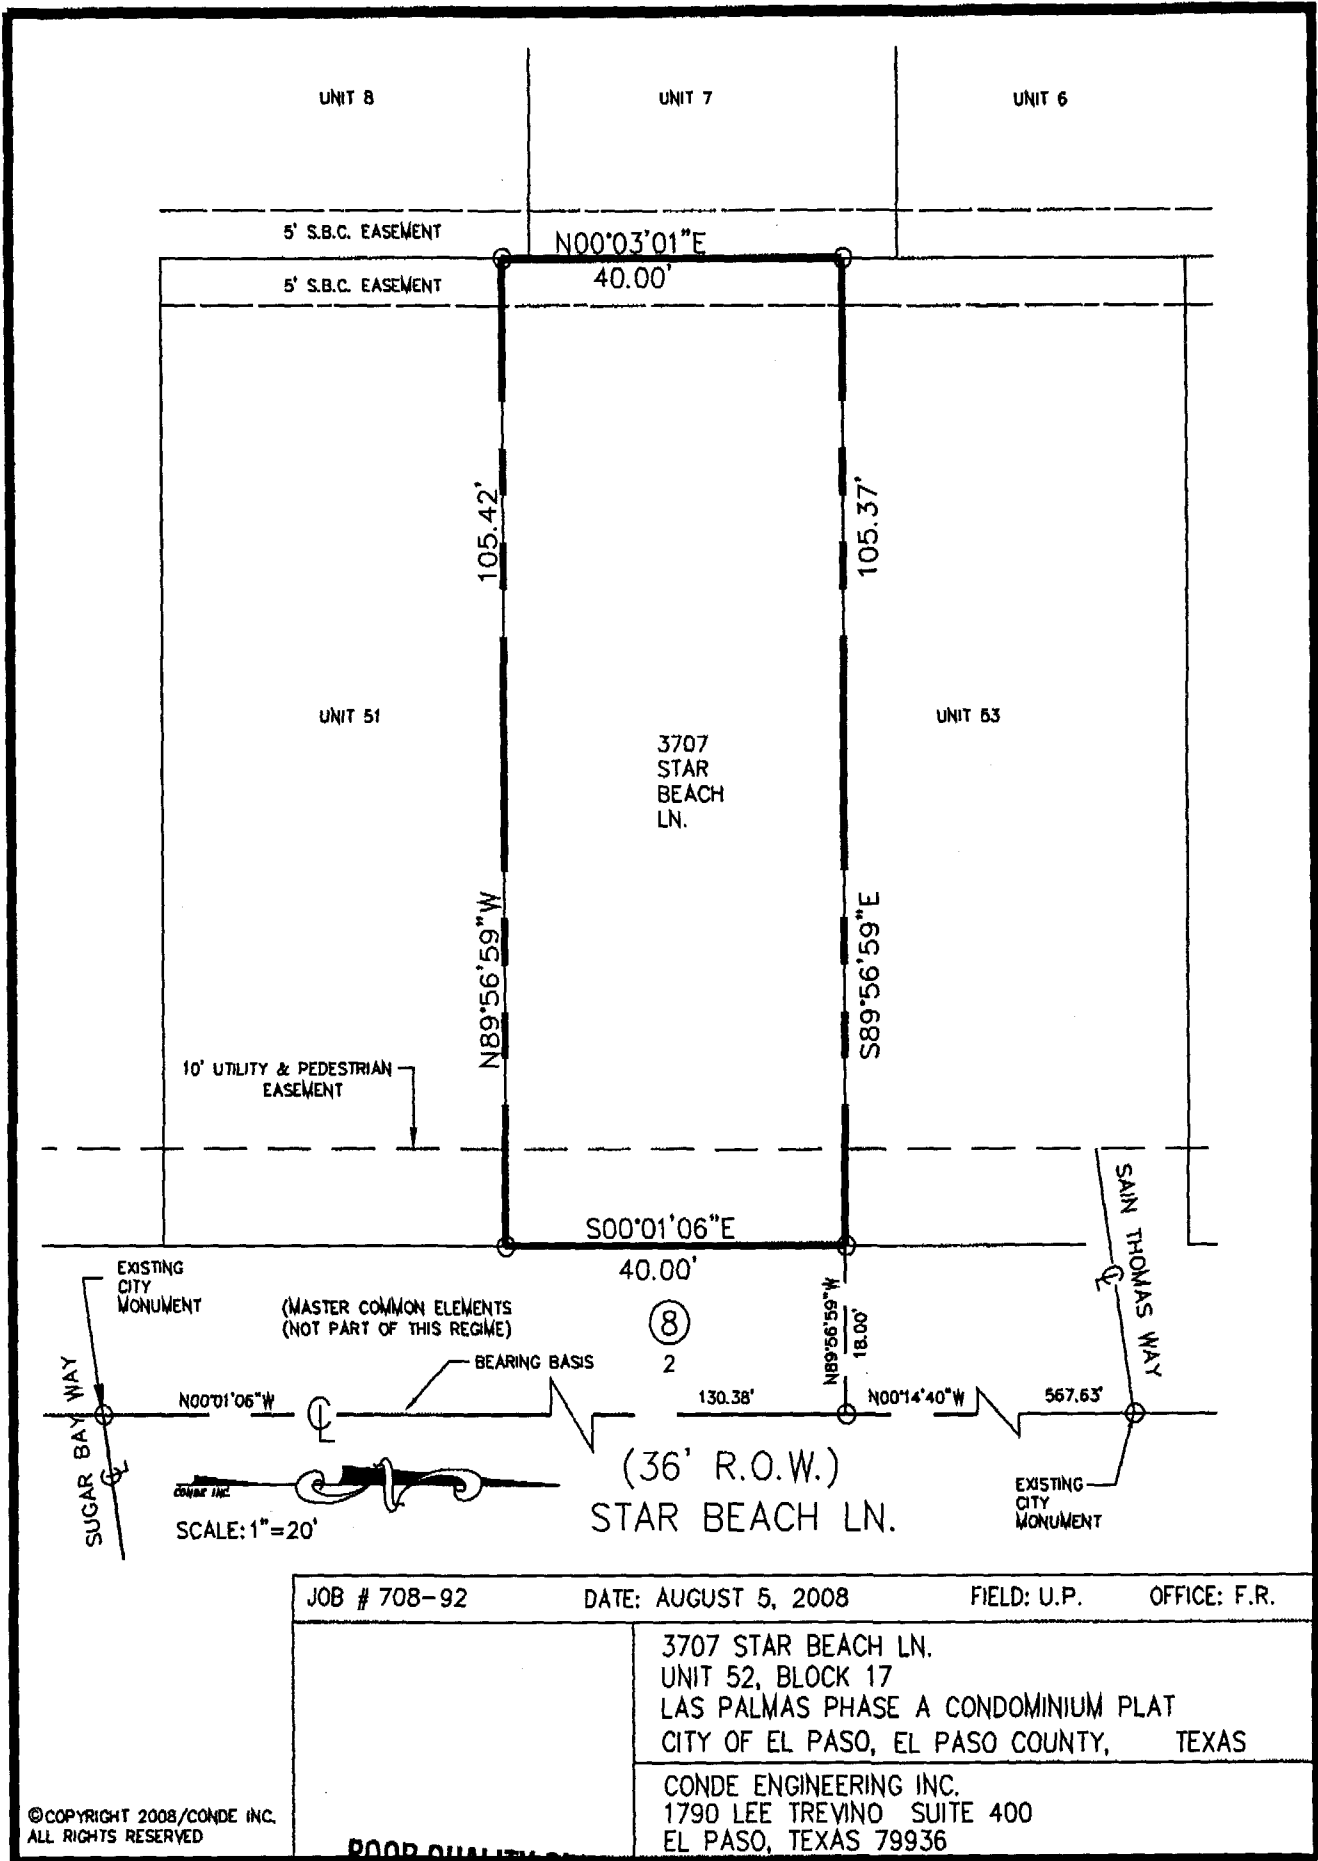 UNIT 8
UNIT 7
UNIT 6
5' S.B.C. EASEMENT
N00°03'01"E
40.00'
5' S.B.C. EASEMENT
105.42'
105.37'
UNIT 51
UNIT 53
3707
STAR
BEACH
LN.
N89°56'59"W
S89°56'59"E
10' UTILITY & PEDESTRIAN
EASEMENT
S00°01'06"E
40.00'
SAIN THOMAS WAY
EXISTING
CITY
MONUMENT
(MASTER COMMON ELEMENTS
(NOT PART OF THIS REGIME)
8
2
N89°56'59"W
18.00'
BEARING BASIS
SUGAR BAY WAY
N00°01'06"W
130.38'
N00°14'40"W
567.63'
(36' R.O.W.)
STAR BEACH LN.
EXISTING
CITY
MONUMENT
CONDE INC
SCALE: 1"=20'
JOB # 708-92 DATE: AUGUST 5, 2008 FIELD: U.P. OFFICE: F.R.
3707 STAR BEACH LN.
UNIT 52, BLOCK 17
LAS PALMAS PHASE A CONDOMINIUM PLAT
CITY OF EL PASO, EL PASO COUNTY, TEXAS
CONDE ENGINEERING INC.
1790 LEE TREVINO SUITE 400
EL PASO, TEXAS 79936
©COPYRIGHT 2008/CONDE INC.
ALL RIGHTS RESERVED
POOR QUALITY